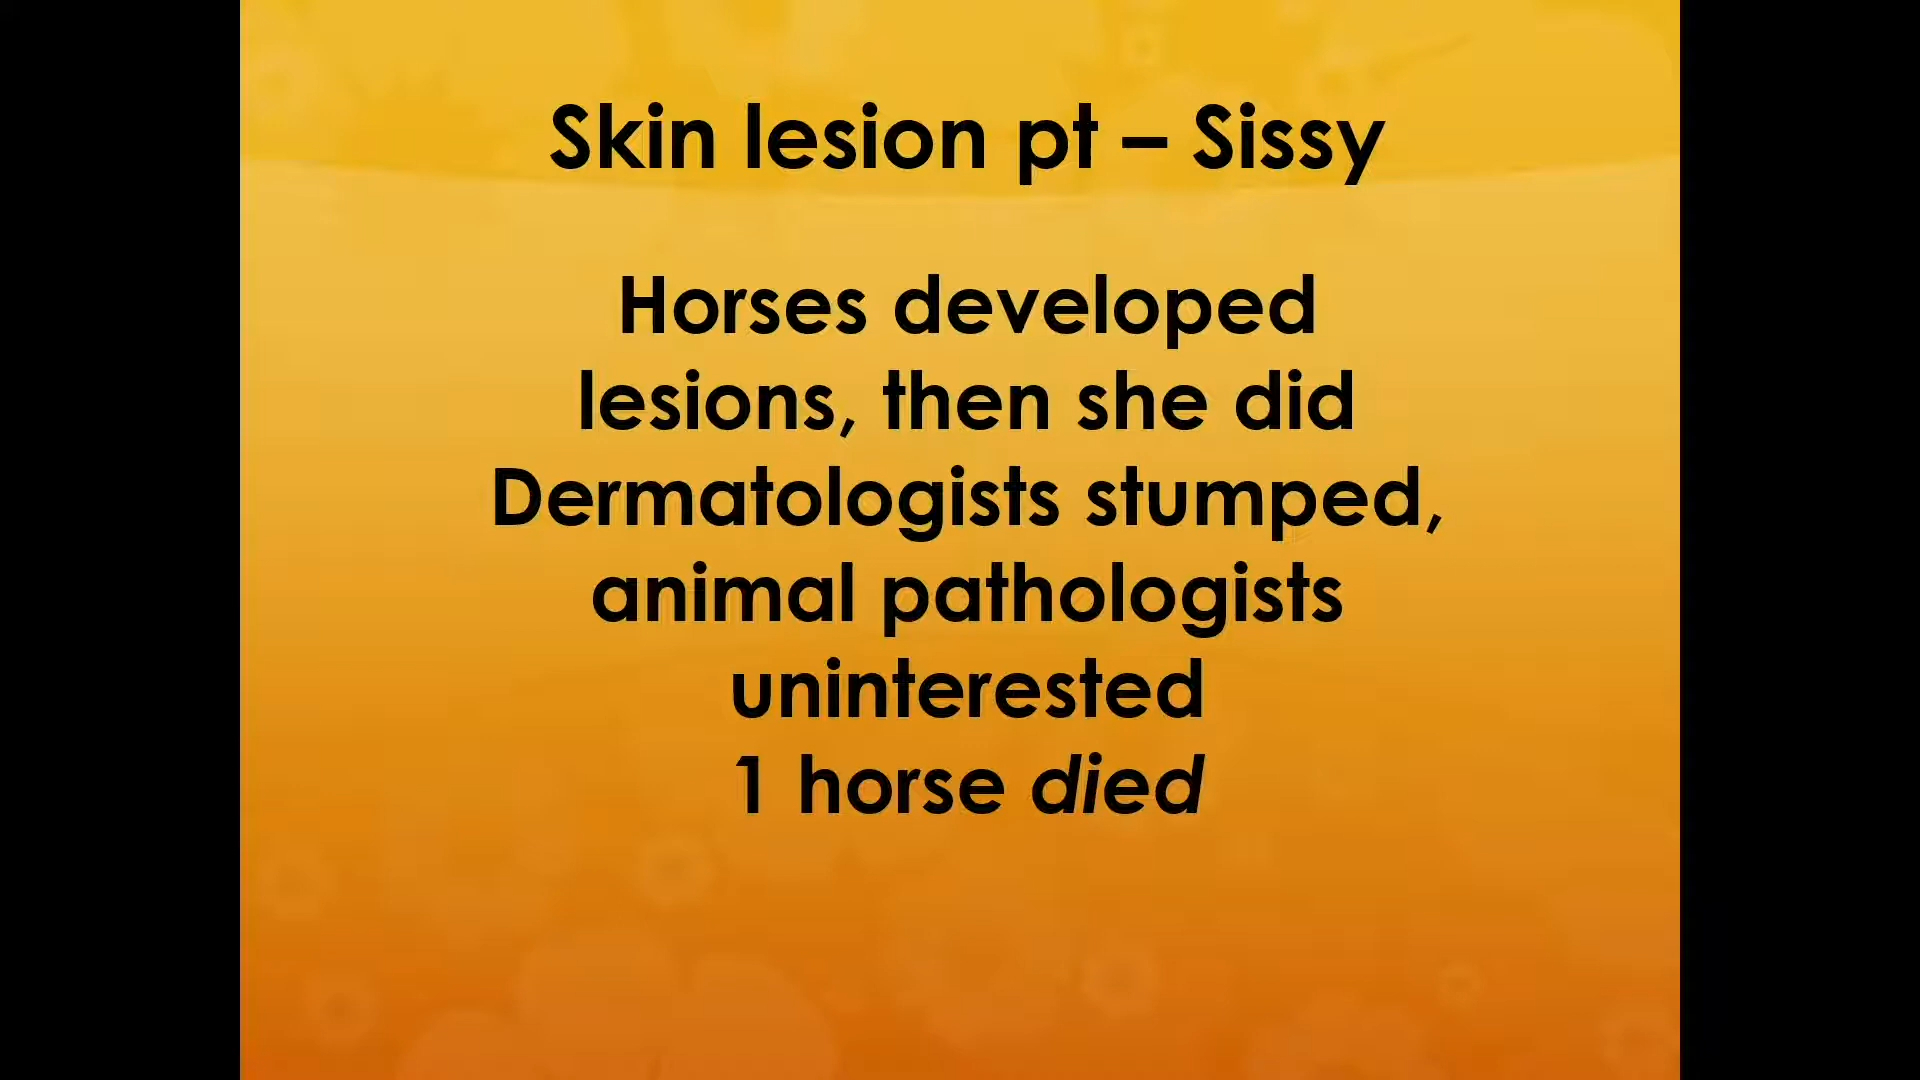 Skin lesion pt – Sissy
Horses developed
lesions, then she did
Dermatologists stumped,
animal pathologists
uninterested
1 horse died